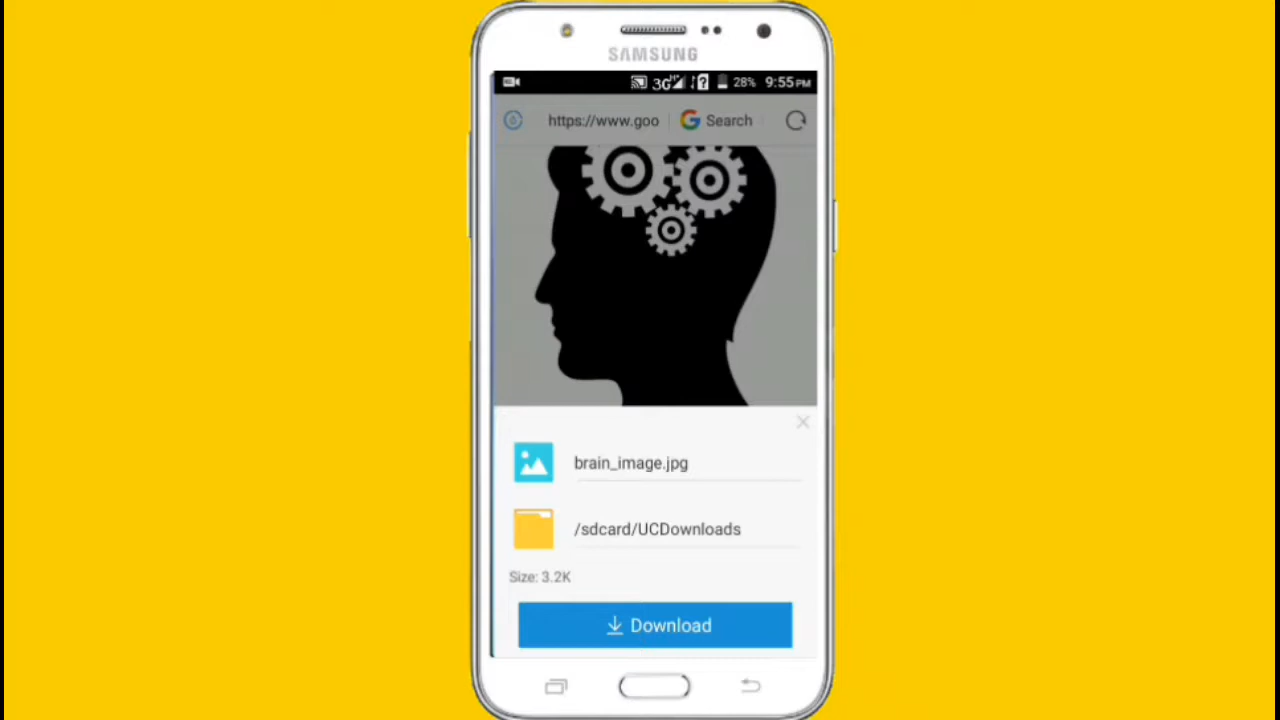 SAMSUNG
3G H+ 28% 9:55 PM
https://www.goo G Search
brain_image.jpg
/sdcard/UCDownloads
Size: 3.2K
Download